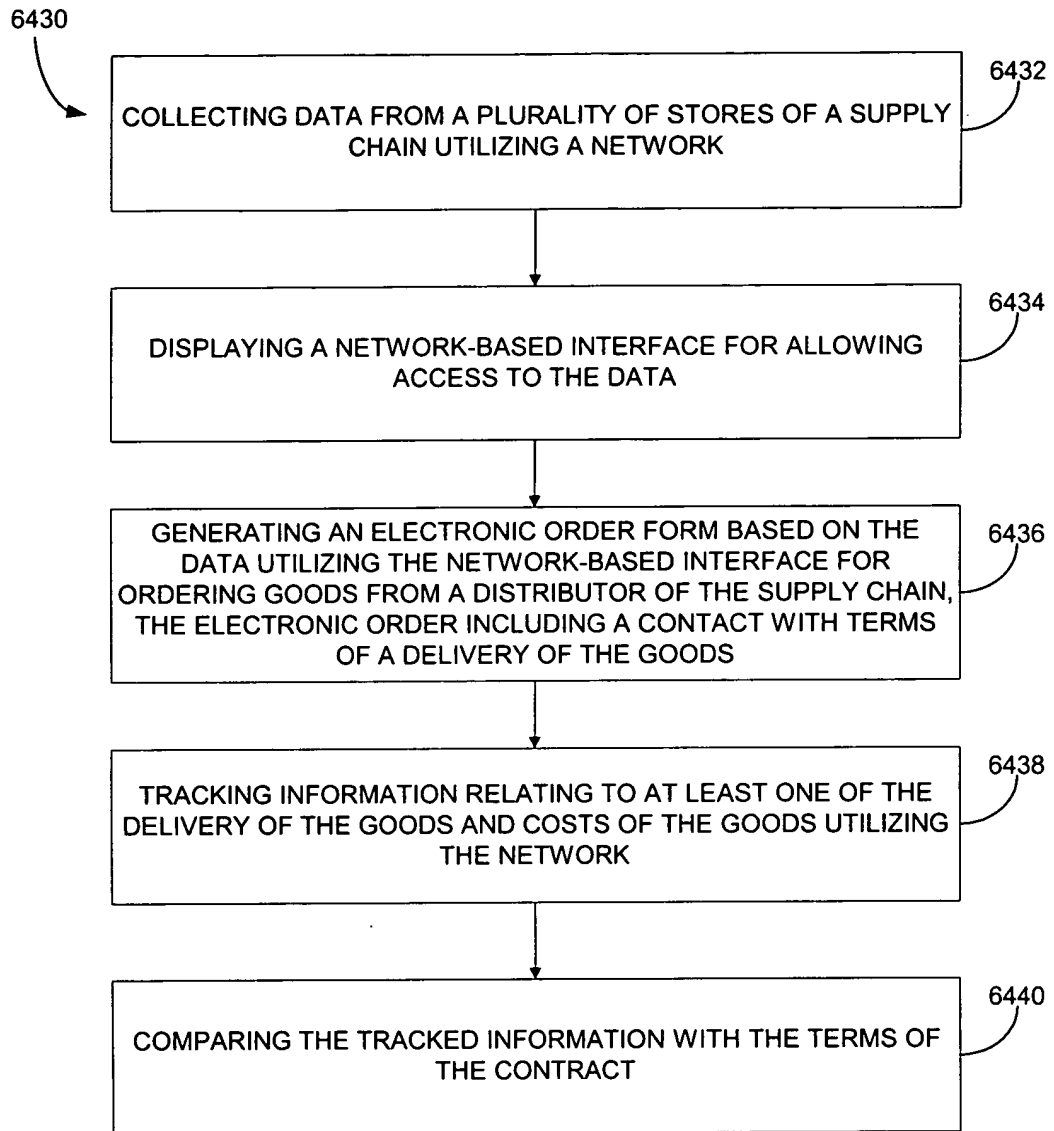 6430
6432
COLLECTING DATA FROM A PLURALITY OF STORES OF A SUPPLY
CHAIN UTILIZING A NETWORK
6434
DISPLAYING A NETWORK-BASED INTERFACE FOR ALLOWING
ACCESS TO THE DATA
6436
GENERATING AN ELECTRONIC ORDER FORM BASED ON THE
DATA UTILIZING THE NETWORK-BASED INTERFACE FOR
ORDERING GOODS FROM A DISTRIBUTOR OF THE SUPPLY CHAIN,
THE ELECTRONIC ORDER INCLUDING A CONTACT WITH TERMS
OF A DELIVERY OF THE GOODS
6438
TRACKING INFORMATION RELATING TO AT LEAST ONE OF THE
DELIVERY OF THE GOODS AND COSTS OF THE GOODS UTILIZING
THE NETWORK
6440
COMPARING THE TRACKED INFORMATION WITH THE TERMS OF
THE CONTRACT